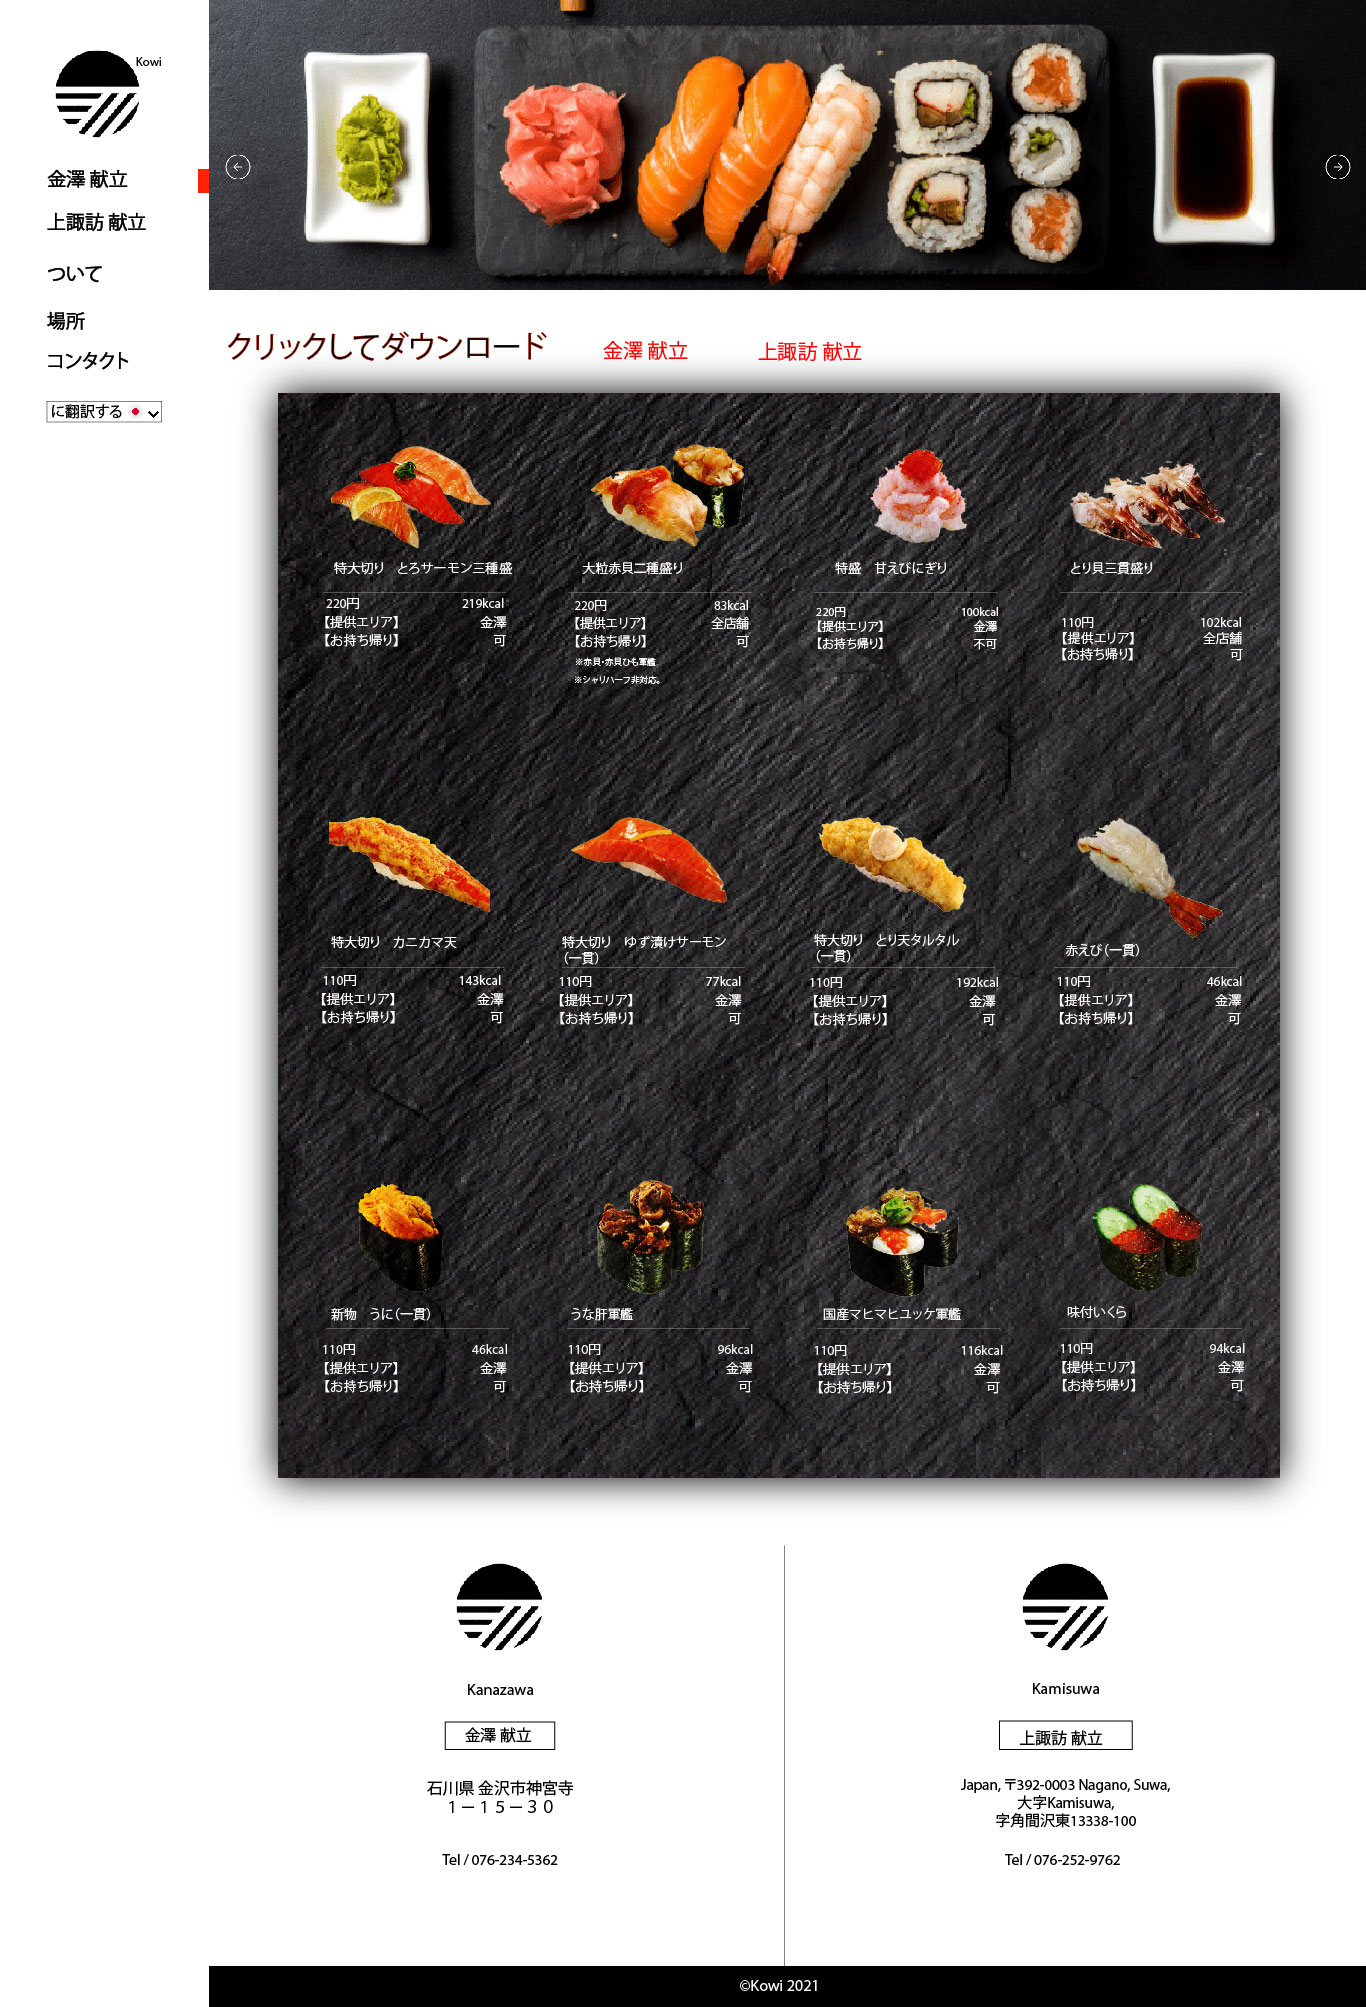 Kowi
金澤 献立
上諏訪 献立
ついて
場所
コンタクト
に翻訳する
クリックしてダウンロード
金澤 献立
上諏訪 献立
特大切り　とろサーモン三種盛
220円 219kcal
【提供エリア】 金澤
【お持ち帰り】 可
大粒赤貝二種盛り
220円 83kcal
【提供エリア】 全店舗
【お持ち帰り】 可
※赤貝・赤貝ひも軍艦
※シャリハーフ非対応。
特盛　甘えびにぎり
220円 100kcal
【提供エリア】 金澤
【お持ち帰り】 不可
とり貝三貫盛り
110円 102kcal
【提供エリア】 全店舗
【お持ち帰り】 可
特大切り　カニカマ天
110円 143kcal
【提供エリア】 金澤
【お持ち帰り】 可
特大切り　ゆず漬けサーモン
（一貫）
110円 77kcal
【提供エリア】 金澤
【お持ち帰り】 可
特大切り　とり天タルタル
（一貫）
110円 192kcal
【提供エリア】 金澤
【お持ち帰り】 可
赤えび（一貫）
110円 46kcal
【提供エリア】 金澤
【お持ち帰り】 可
新物　うに（一貫）
110円 46kcal
【提供エリア】 金澤
【お持ち帰り】 可
うな肝軍艦
110円 96kcal
【提供エリア】 金澤
【お持ち帰り】 可
国産マヒマヒユッケ軍艦
110円 116kcal
【提供エリア】 金澤
【お持ち帰り】 可
味付いくら
110円 94kcal
【提供エリア】 金澤
【お持ち帰り】 可
Kanazawa
金澤 献立
石川県 金沢市神宮寺
１－１５－３０
Tel / 076-234-5362
Kamisuwa
上諏訪 献立
Japan, 〒392-0003 Nagano, Suwa,
大字Kamisuwa,
字角間沢東13338-100
Tel / 076-252-9762
©Kowi 2021